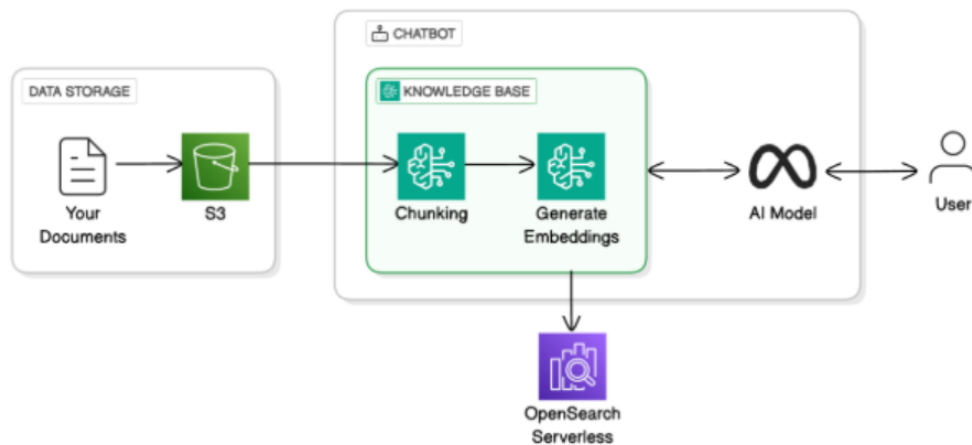 CHATBOT
DATA STORAGE
KNOWLEDGE BASE
Your
Documents
S3
Chunking
Generate
Embeddings
AI Model
User
OpenSearch
Serverless